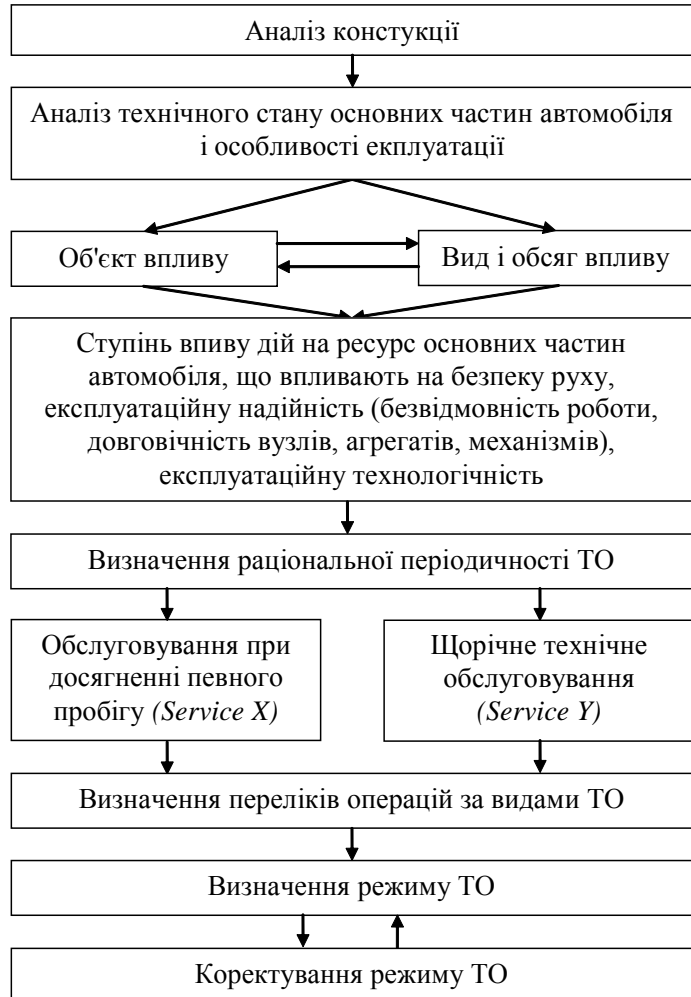 Аналіз констукції
Аналіз технічного стану основних частин автомобіля
і особливості екплуатації
Об'єкт впливу
Вид і обсяг впливу
Ступінь впиву дій на ресурс основних частин
автомобіля, що впливають на безпеку руху,
експлуатаційну надійність (безвідмовність роботи,
довговічність вузлів, агрегатів, механізмів),
експлуатаційну технологічність
Визначення раціональної періодичності ТО
Обслуговування при
досягненні певного
пробігу (Service X)
Щорічне технічне
обслуговування
(Service Y)
Визначення переліків операцій за видами ТО
Визначення режиму ТО
Коректування режиму ТО